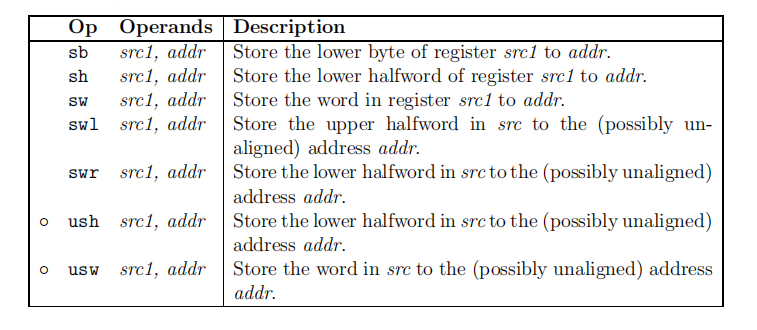 Op Operands Description
sb src1, addr Store the lower byte of register src1 to addr.
sh src1, addr Store the lower halfword of register src1 to addr.
sw src1, addr Store the word in register src1 to addr.
swl src1, addr Store the upper halfword in src to the (possibly un-
aligned) address addr.
swr src1, addr Store the lower halfword in src to the (possibly unaligned)
address addr.
○ ush src1, addr Store the lower halfword in src to the (possibly unaligned)
address addr.
○ usw src1, addr Store the word in src to the (possibly unaligned) address
addr.